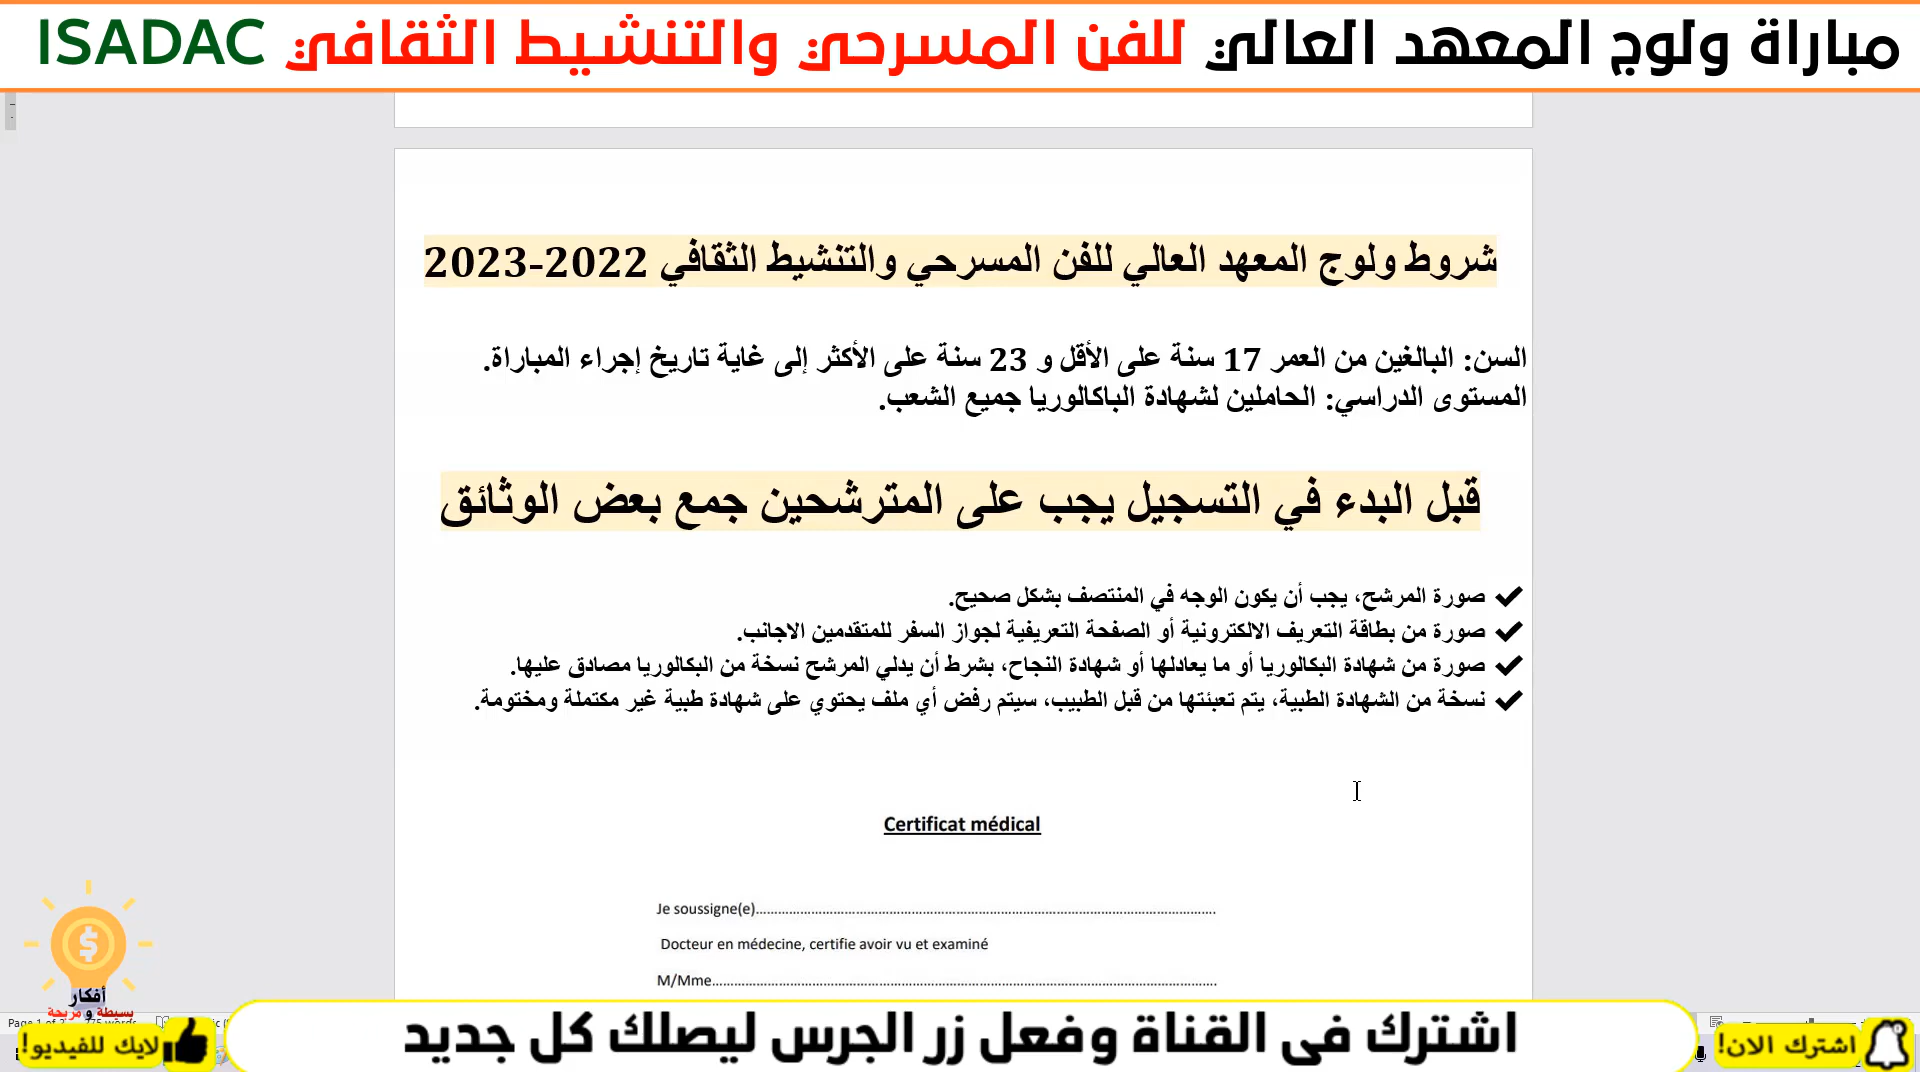 مباراة ولوج المعهد العالي للفن المسرحي والتنشيط الثقافي ISADAC
شروط ولوج المعهد العالي للفن المسرحي والتنشيط الثقافي 2022-2023
السن: البالغين من العمر 17 سنة على الأقل و 23 سنة على الأكثر إلى غاية تاريخ إجراء المباراة.
المستوى الدراسي: الحاملين لشهادة الباكالوريا جميع الشعب.
قبل البدء في التسجيل يجب على المترشحين جمع بعض الوثائق
✔ صورة المرشح، يجب أن يكون الوجه في المنتصف بشكل صحيح.
✔ صورة من بطاقة التعريف الالكترونية أو الصفحة التعريفية لجواز السفر للمتقدمين الاجانب.
✔ صورة من شهادة البكالوريا أو ما يعادلها أو شهادة النجاح، بشرط أن يدلي المرشح نسخة من البكالوريا مصادق عليها.
✔ نسخة من الشهادة الطبية، يتم تعبئتها من قبل الطبيب، سيتم رفض أي ملف يحتوي على شهادة طبية غير مكتملة ومختومة.
Certificat médical
Je soussigne(e)..............................
Docteur en médecine, certifie avoir vu et examiné
M/Mme..............................
أفكار
بسيطة و مربحة
Page 1 of
words
اشترك الان!
اشترك في القناة وفعل زر الجرس ليصلك كل جديد
لايك للفيديو!